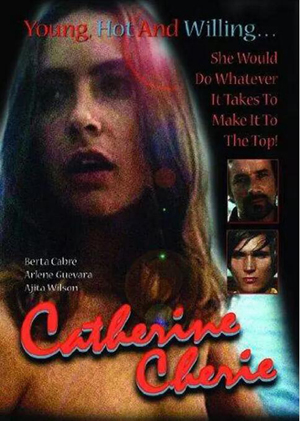 Young, Hot And Willing...
She Would
Do Whatever
It Takes To
Make It To
The Top!
Berta Cabre
Arlene Guevara
Ajita Wilson
Catherine
Cherie